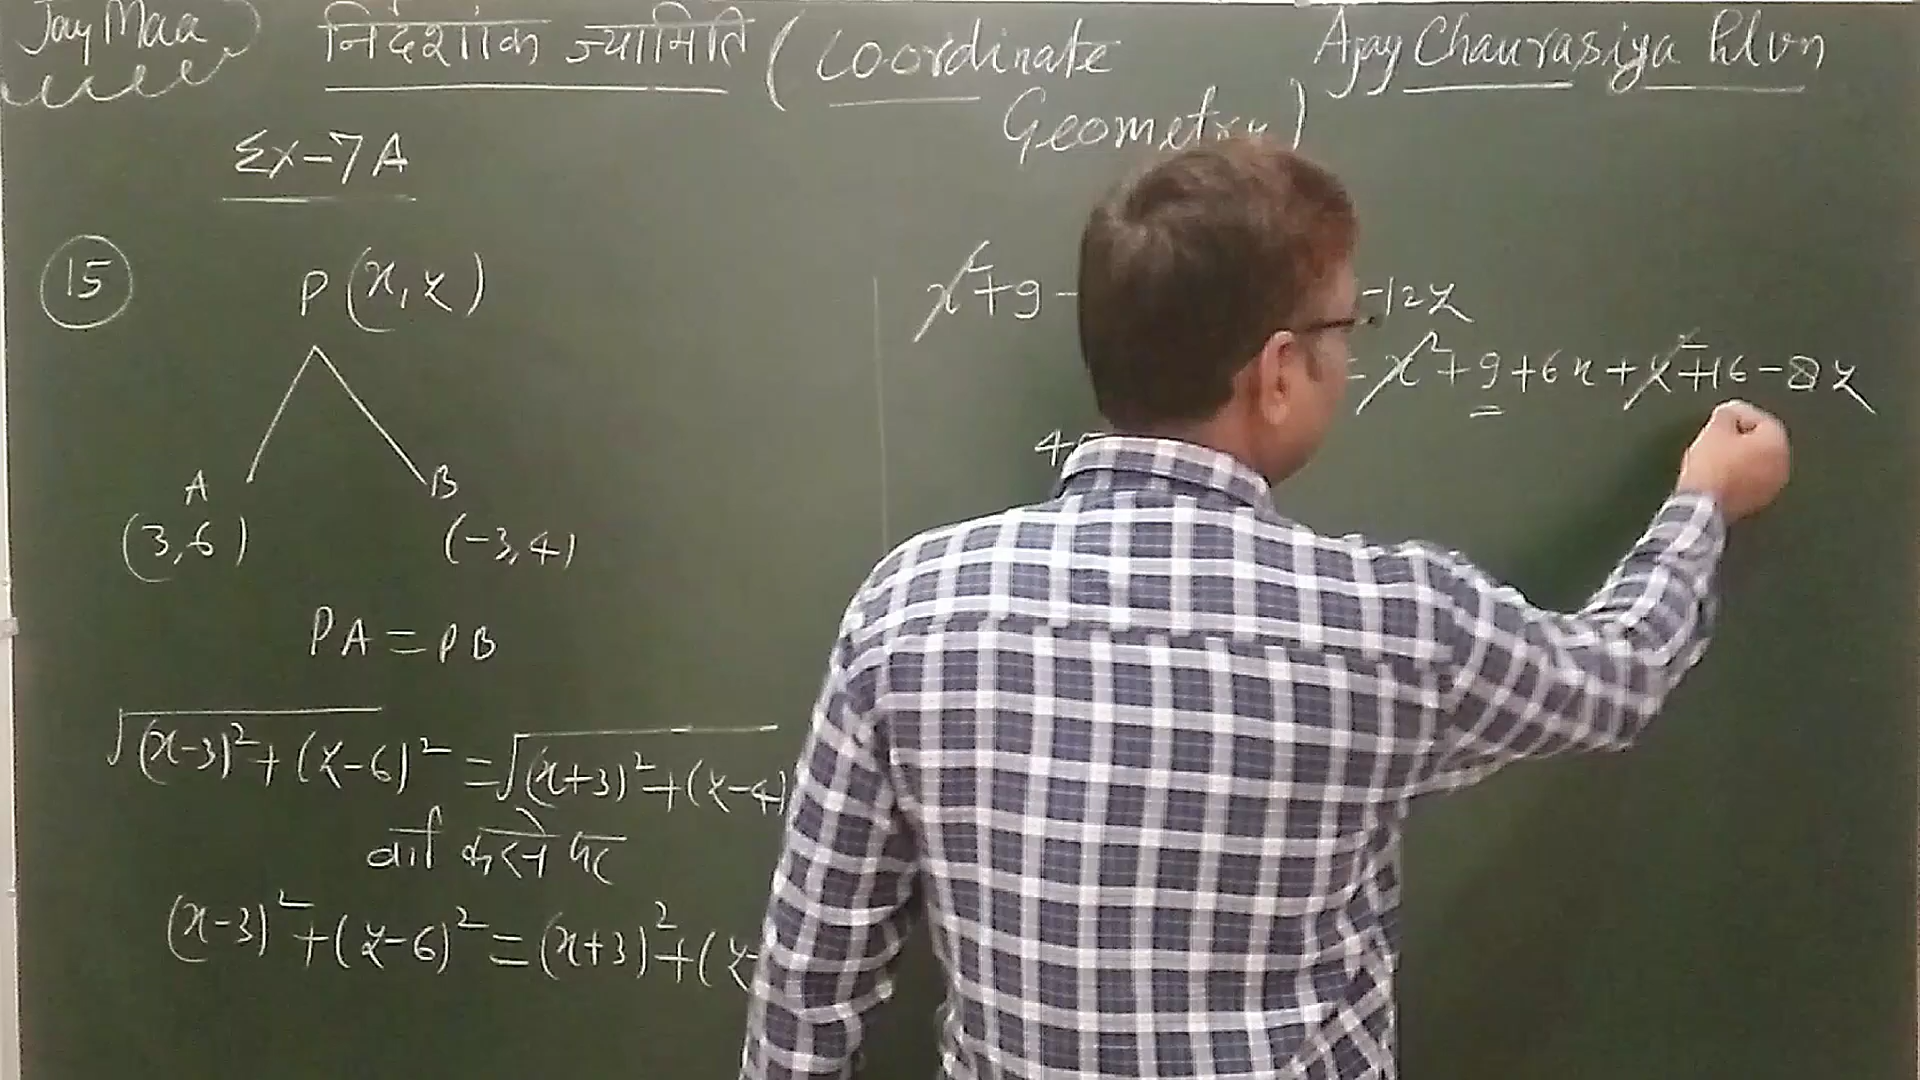 Jay Maa
निर्देशांक ज्यामिति (Coordinate
Geometry)
Ajay Chaurasiya
Ex-7A
15
P (x, y)
A
B
(3,6)
(-3,4)
PA = PB
√(x-3)² + (y-6)² = √(x+3)² + (y-4)
वर्ग करने पर
(x-3)² + (y-6)² = (x+3)² + (y-
x² + 9 -
-12y
= x² + 9 + 6x + y² + 16 - 8y
4